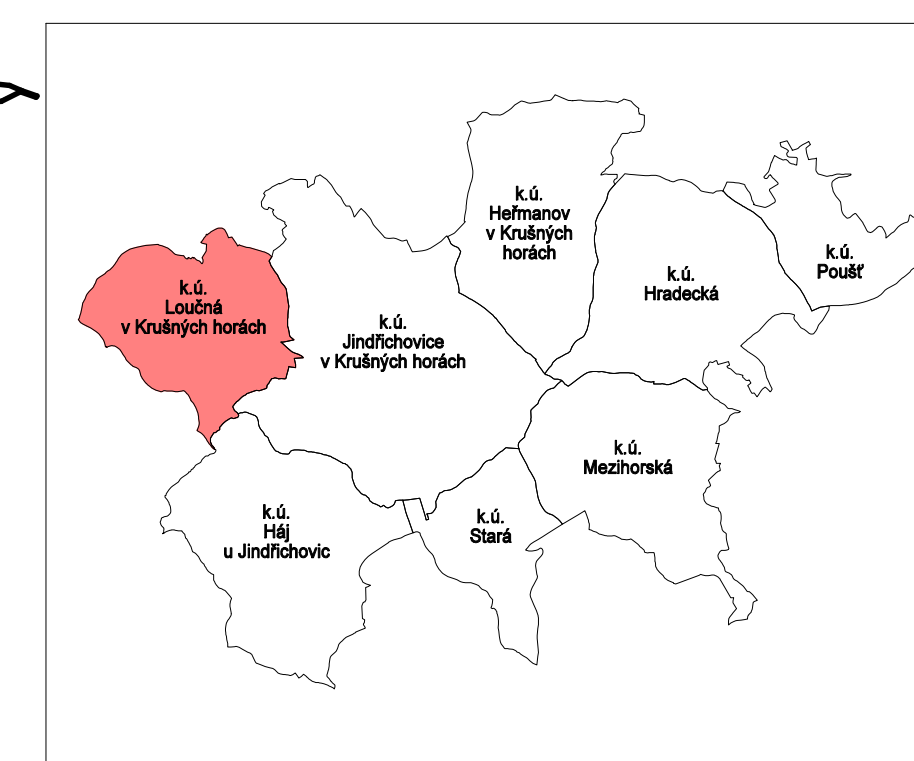 k.ú.
Heřmanov
v Krušných
horách
k.ú.
Poušť
k.ú.
Hradecká
k.ú.
Loučná
v Krušných horách
k.ú.
Jindřichovice
v Krušných horách
k.ú.
Mezihorská
k.ú.
Háj
u Jindřichovic
k.ú.
Stará